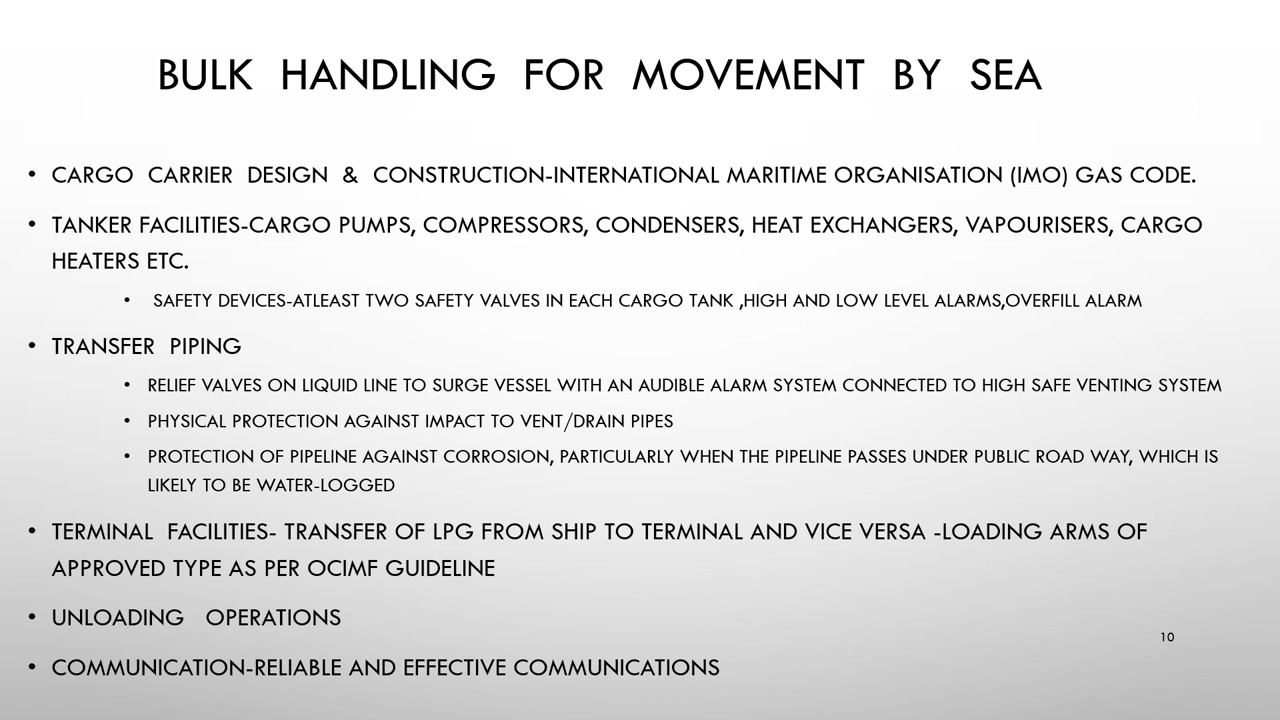 BULK HANDLING FOR MOVEMENT BY SEA
• CARGO CARRIER DESIGN & CONSTRUCTION-INTERNATIONAL MARITIME ORGANISATION (IMO) GAS CODE.
• TANKER FACILITIES-CARGO PUMPS, COMPRESSORS, CONDENSERS, HEAT EXCHANGERS, VAPOURISERS, CARGO
HEATERS ETC.
• SAFETY DEVICES-ATLEAST TWO SAFETY VALVES IN EACH CARGO TANK ,HIGH AND LOW LEVEL ALARMS,OVERFILL ALARM
• TRANSFER PIPING
• RELIEF VALVES ON LIQUID LINE TO SURGE VESSEL WITH AN AUDIBLE ALARM SYSTEM CONNECTED TO HIGH SAFE VENTING SYSTEM
• PHYSICAL PROTECTION AGAINST IMPACT TO VENT/DRAIN PIPES
• PROTECTION OF PIPELINE AGAINST CORROSION, PARTICULARLY WHEN THE PIPELINE PASSES UNDER PUBLIC ROAD WAY, WHICH IS
LIKELY TO BE WATER-LOGGED
• TERMINAL FACILITIES- TRANSFER OF LPG FROM SHIP TO TERMINAL AND VICE VERSA -LOADING ARMS OF
APPROVED TYPE AS PER OCIMF GUIDELINE
• UNLOADING OPERATIONS
10
• COMMUNICATION-RELIABLE AND EFFECTIVE COMMUNICATIONS